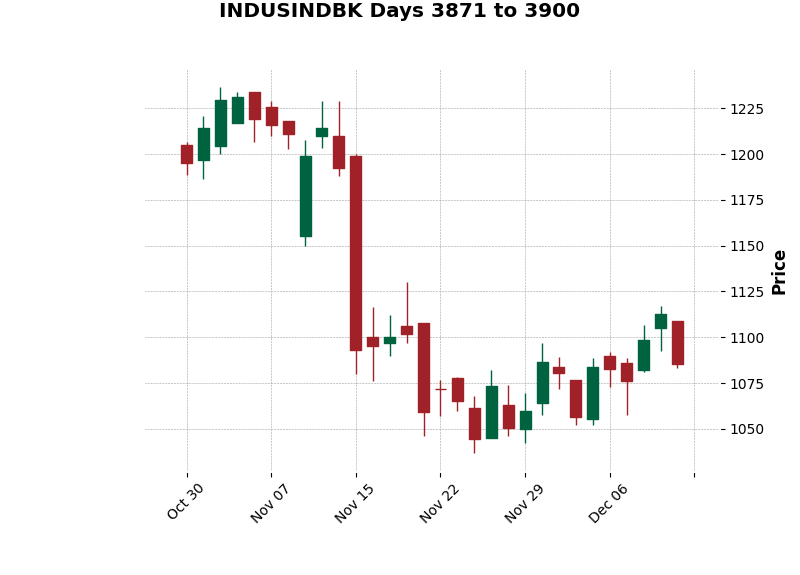 INDUSINDBK Days 3871 to 3900
1225
1200
1175
1150
1125
1100
1075
1050
Price
Oct 30
Nov 07
Nov 15
Nov 22
Nov 29
Dec 06